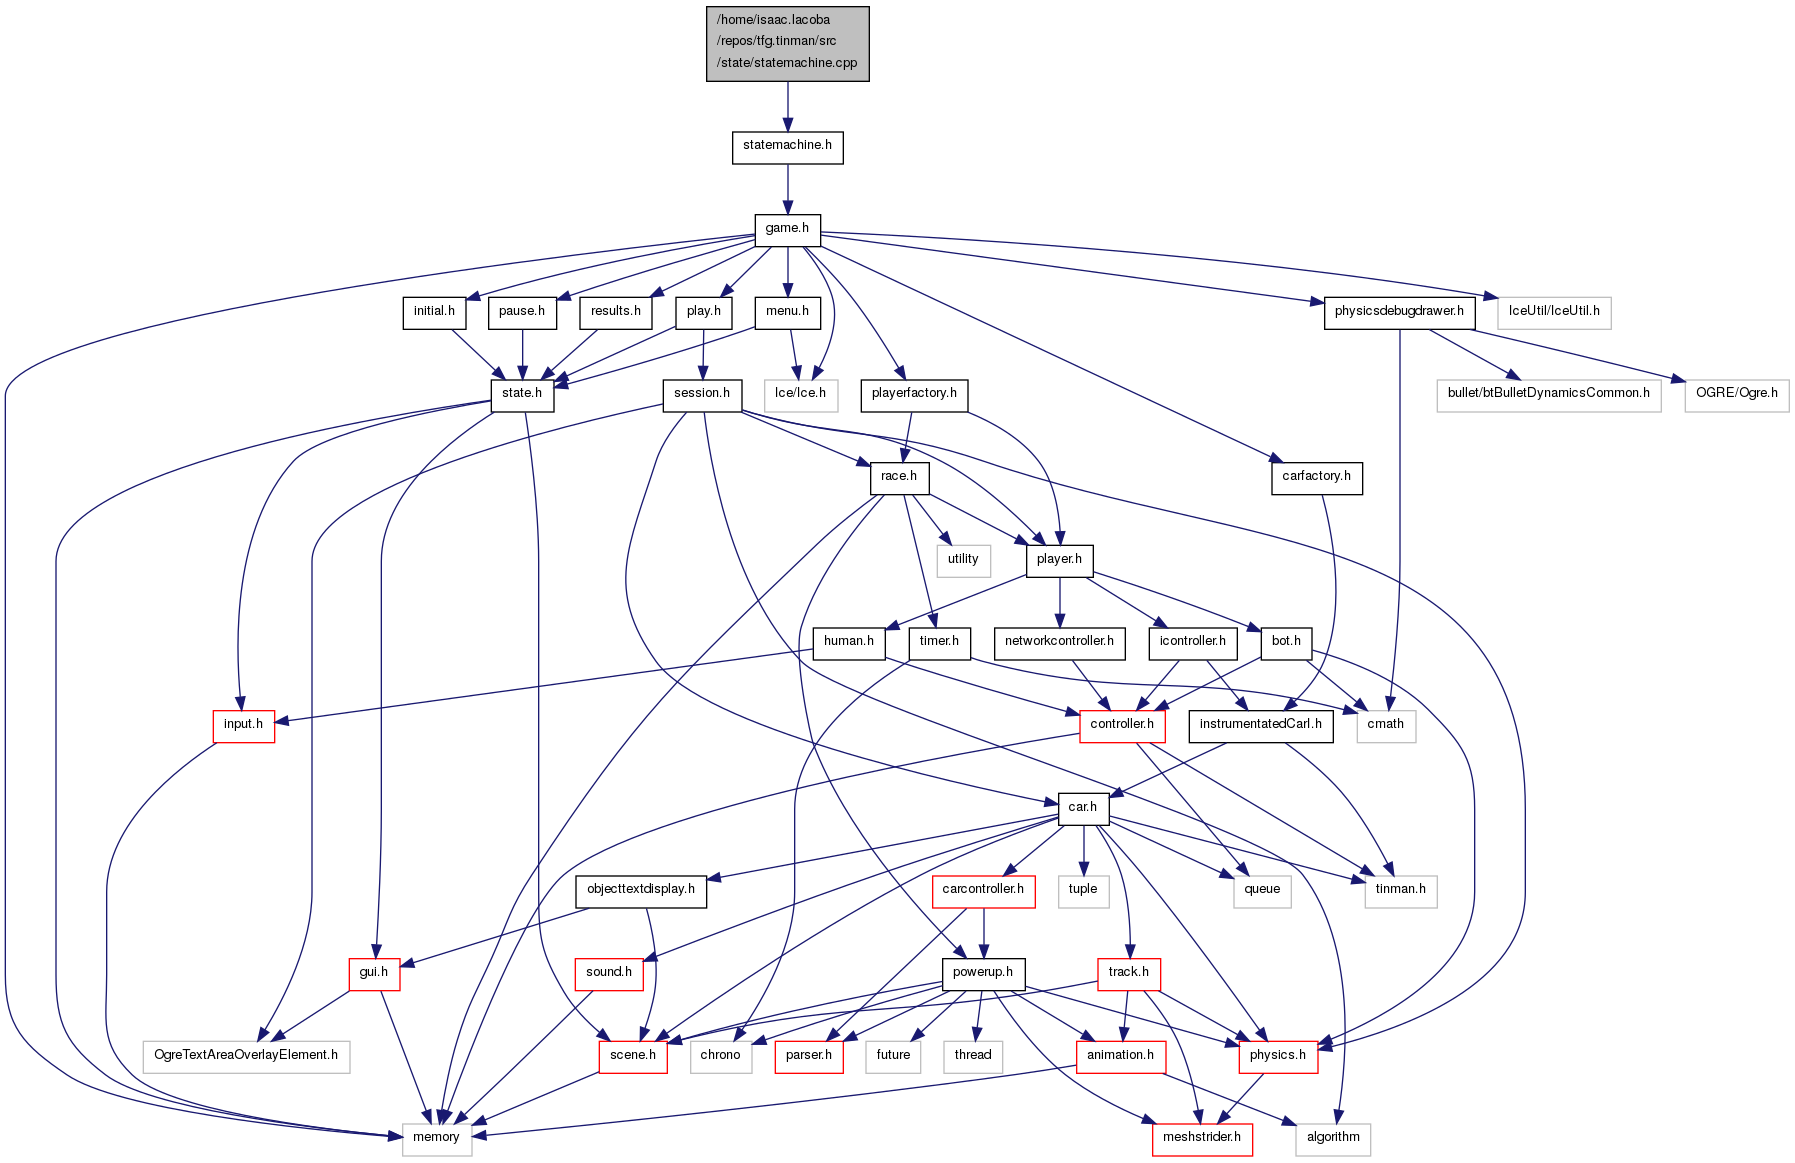 /home/isaac.lacoba
/repos/tfg.tinman/src
/state/statemachine.cpp
statemachine.h
game.h
initial.h
pause.h
results.h
play.h
menu.h
physicsdebugdrawer.h
IceUtil/IceUtil.h
state.h
session.h
Ice/Ice.h
playerfactory.h
bullet/btBulletDynamicsCommon.h
OGRE/Ogre.h
race.h
carfactory.h
utility
player.h
human.h
timer.h
networkcontroller.h
icontroller.h
bot.h
input.h
controller.h
instrumentatedCarI.h
cmath
car.h
objecttextdisplay.h
carcontroller.h
tuple
queue
tinman.h
gui.h
sound.h
powerup.h
track.h
OgreTextAreaOverlayElement.h
scene.h
chrono
parser.h
future
thread
animation.h
physics.h
memory
meshstrider.h
algorithm